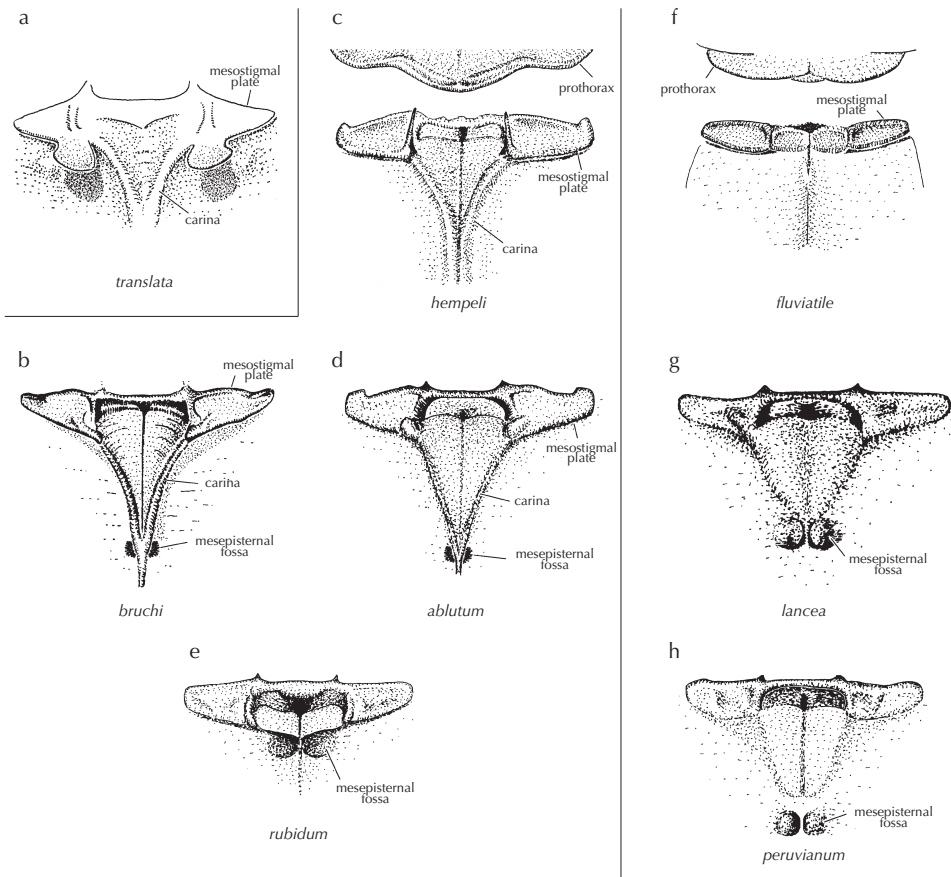 a
mesostigmal
plate
carina
translata
c
prothorax
mesostigmal
plate
carina
hempeli
f
prothorax
mesostigmal
plate
fluviatile
b
mesostigmal
plate
carina
mesepisternal
fossa
bruchi
d
mesostigmal
plate
carina
mesepisternal
fossa
ablutum
g
mesepisternal
fossa
lancea
e
mesepisternal
fossa
rubidum
h
mesepisternal
fossa
peruvianum